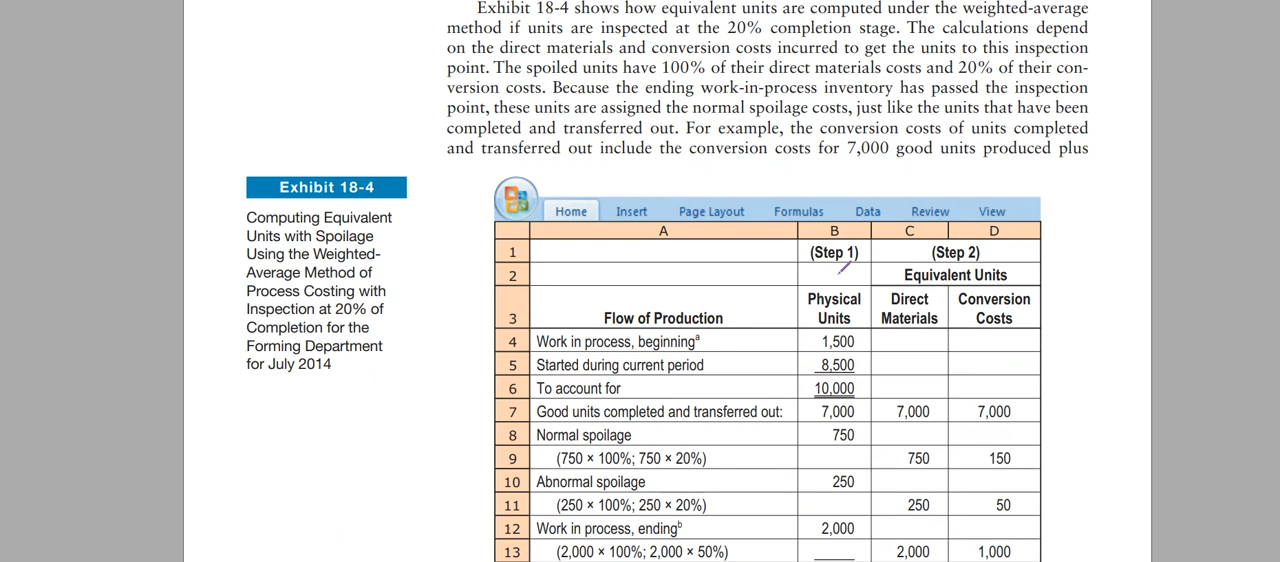 Exhibit 18-4 shows how equivalent units are computed under the weighted-average
method if units are inspected at the 20% completion stage. The calculations depend
on the direct materials and conversion costs incurred to get the units to this inspection
point. The spoiled units have 100% of their direct materials costs and 20% of their con-
version costs. Because the ending work-in-process inventory has passed the inspection
point, these units are assigned the normal spoilage costs, just like the units that have been
completed and transferred out. For example, the conversion costs of units completed
and transferred out include the conversion costs for 7,000 good units produced plus
Exhibit 18-4
Computing Equivalent
Units with Spoilage
Using the Weighted-
Average Method of
Process Costing with
Inspection at 20% of
Completion for the
Forming Department
for July 2014
Home Insert Page Layout Formulas Data Review View
A B C D
1 (Step 1) (Step 2)
2 Equivalent Units
Physical Direct Conversion
3 Flow of Production Units Materials Costs
4 Work in process, beginningᵃ 1,500
5 Started during current period 8,500
6 To account for 10,000
7 Good units completed and transferred out: 7,000 7,000 7,000
8 Normal spoilage 750
9 (750 × 100%; 750 × 20%) 750 150
10 Abnormal spoilage 250
11 (250 × 100%; 250 × 20%) 250 50
12 Work in process, endingᵇ 2,000
13 (2,000 × 100%; 2,000 × 50%) 2,000 1,000